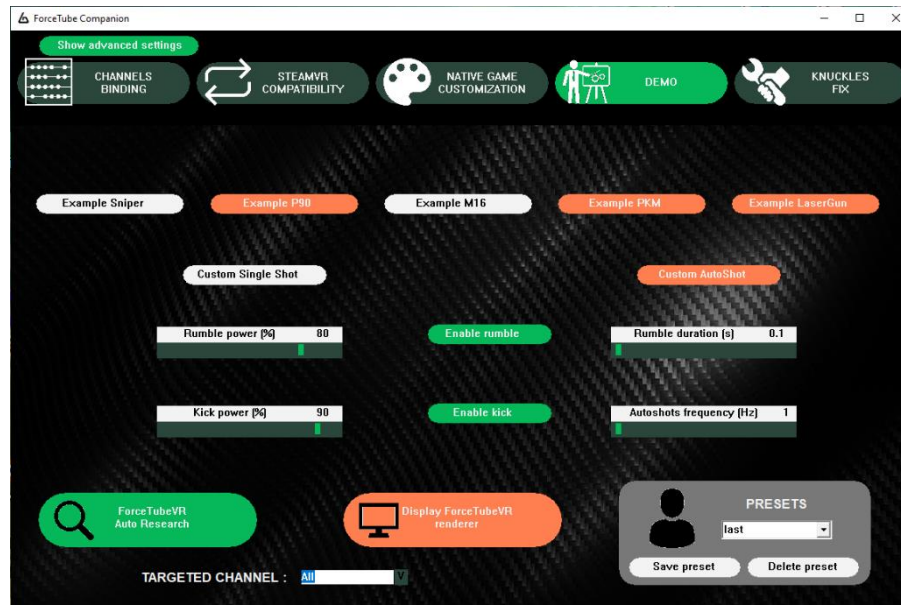 ForceTube Companion
Show advanced settings
CHANNELS
BINDING
STEAMVR
COMPATIBILITY
NATIVE GAME
CUSTOMIZATION
DEMO
KNUCKLES
FIX
Example Sniper
Example P90
Example M16
Example PKM
Example LaserGun
Custom Single Shot
Custom AutoShot
Rumble power (%) 80
Enable rumble
Rumble duration (s) 0.1
Kick power (%) 90
Enable kick
Autoshots frequency (Hz) 1
ForceTubeVR
Auto Research
Display ForceTubeVR
renderer
PRESETS
last
Save preset
Delete preset
TARGETED CHANNEL : All V